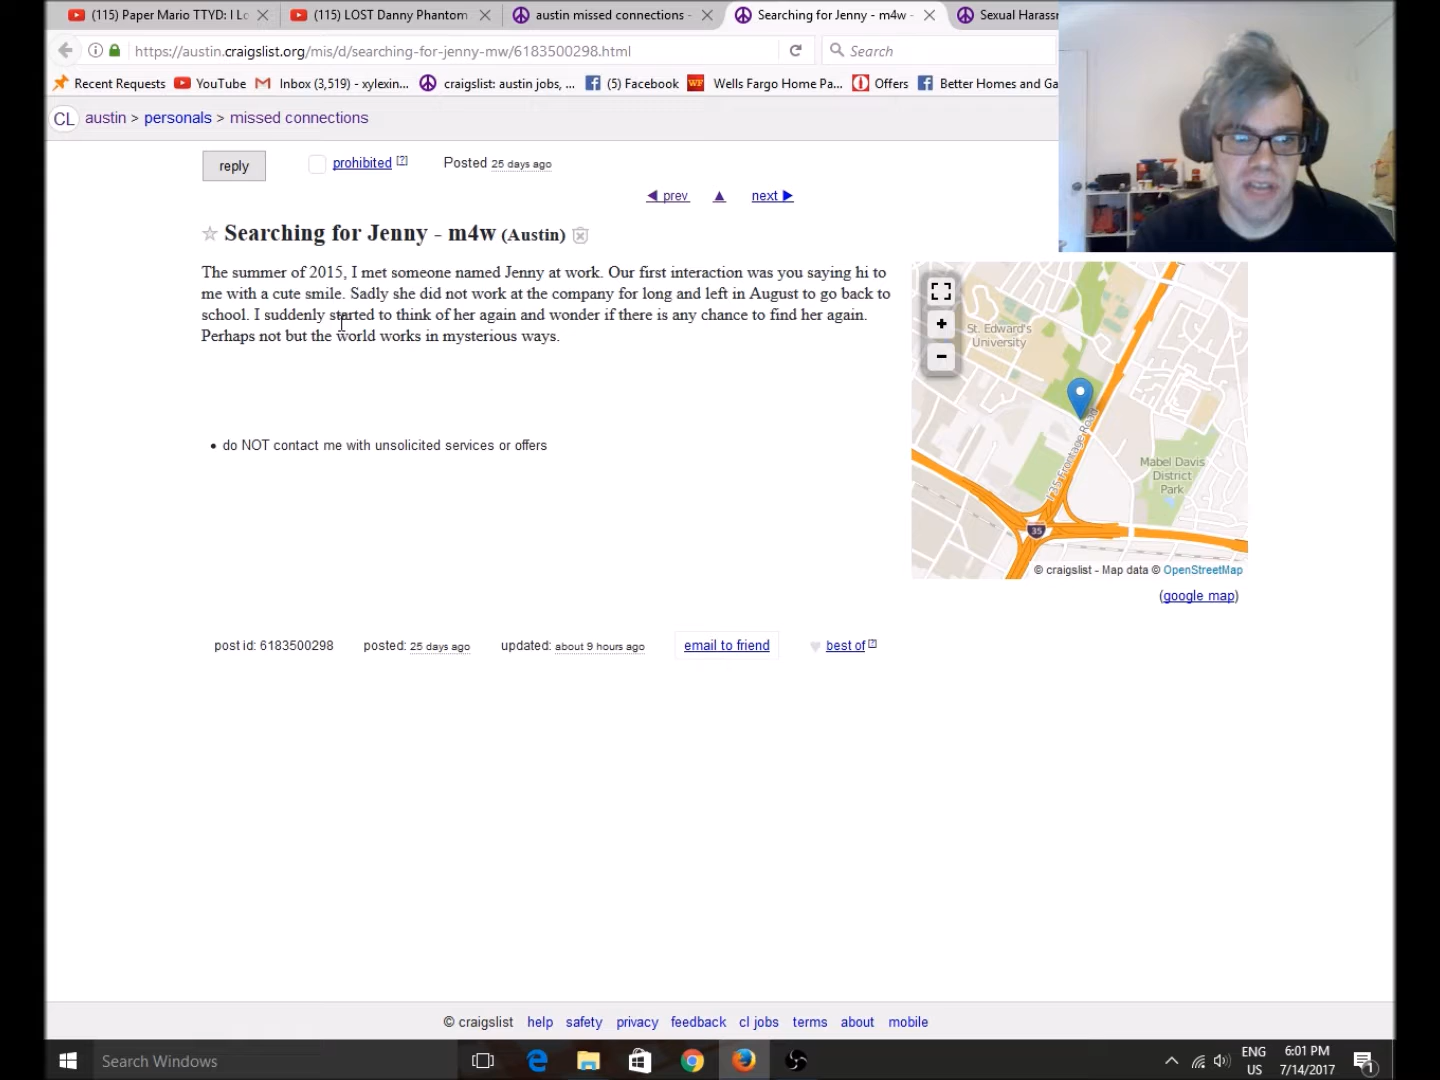 (115) Paper Mario TTYD: I Lo
(115) LOST Danny Phantom
austin missed connections -
Searching for Jenny - m4w -
Sexual Harassm
https://austin.craigslist.org/mis/d/searching-for-jenny-mw/6183500298.html
Search
Recent Requests
YouTube
Inbox (3,519) - xylexin...
craigslist: austin jobs, ...
(5) Facebook
WF
Wells Fargo Home Pa...
Offers
Better Homes and Ga
CL austin > personals > missed connections
reply
prohibited [?]
Posted 25 days ago
◄ prev ▲ next ►
☆ Searching for Jenny - m4w (Austin)
The summer of 2015, I met someone named Jenny at work. Our first interaction was you saying hi to
me with a cute smile. Sadly she did not work at the company for long and left in August to go back to
school. I suddenly started to think of her again and wonder if there is any chance to find her again.
Perhaps not but the world works in mysterious ways.
• do NOT contact me with unsolicited services or offers
+
−
St. Edward's
University
I 35 Frontage Road
Mabel Davis
District
Park
35
© craigslist - Map data © OpenStreetMap
(google map)
post id: 6183500298
posted: 25 days ago
updated: about 9 hours ago
email to friend
♥ best of [?]
© craigslist help safety privacy feedback cl jobs terms about mobile
Search Windows
ENG
US
6:01 PM
7/14/2017
1